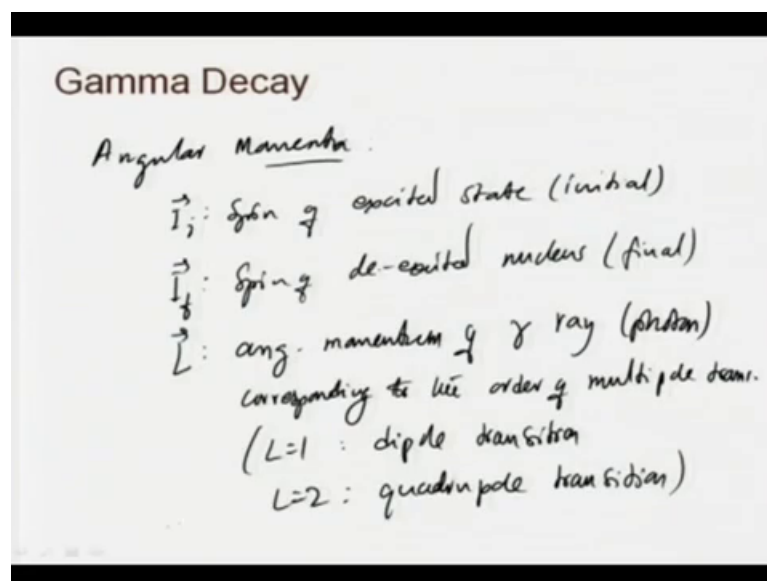 Gamma Decay
Angular Momenta :
I⃗i : Spin of excited state (initial)
I⃗f : Spin of de-excited nucleus (final)
L⃗ : ang. momentum of γ ray (photon)
corresponding to the order of multipole trans.
(L=1 : dipole transition
L=2 : quadrupole transition)